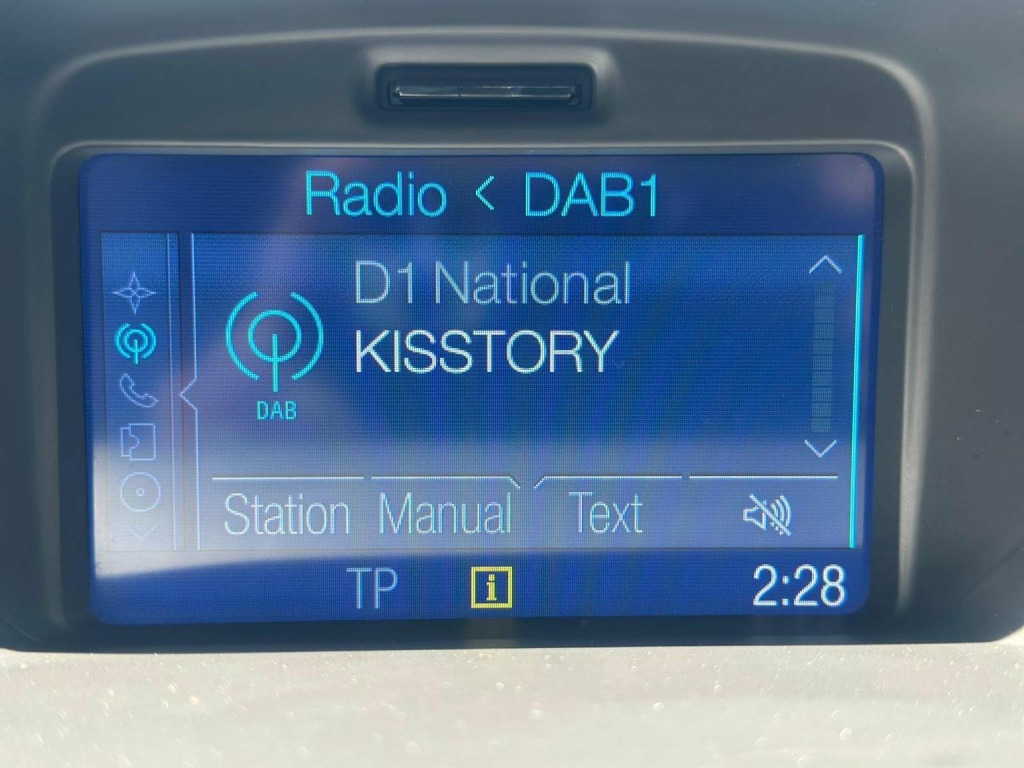 Radio < DAB1
D1 National
KISSTORY
DAB
Station Manual Text
TP i 2:28